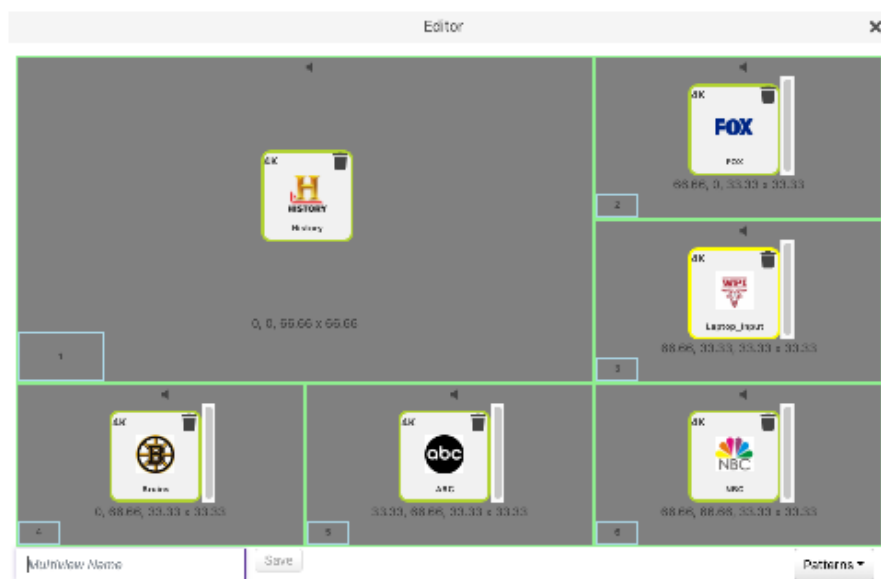 Editor
4K
HISTORY
History
0, 0, 66.66 x 66.66
1
4K
FOX
FOX
66.66, 0, 33.33 x 33.33
2
4K
WPI
Laptop_Input
66.66, 33.33, 33.33 x 33.33
3
4K
B
Bruins
0, 66.66, 33.33 x 33.33
4
4K
abc
ABC
33.33, 66.66, 33.33 x 33.33
5
4K
NBC
NBC
66.66, 66.66, 33.33 x 33.33
6
Multiview Name
Save
Patterns